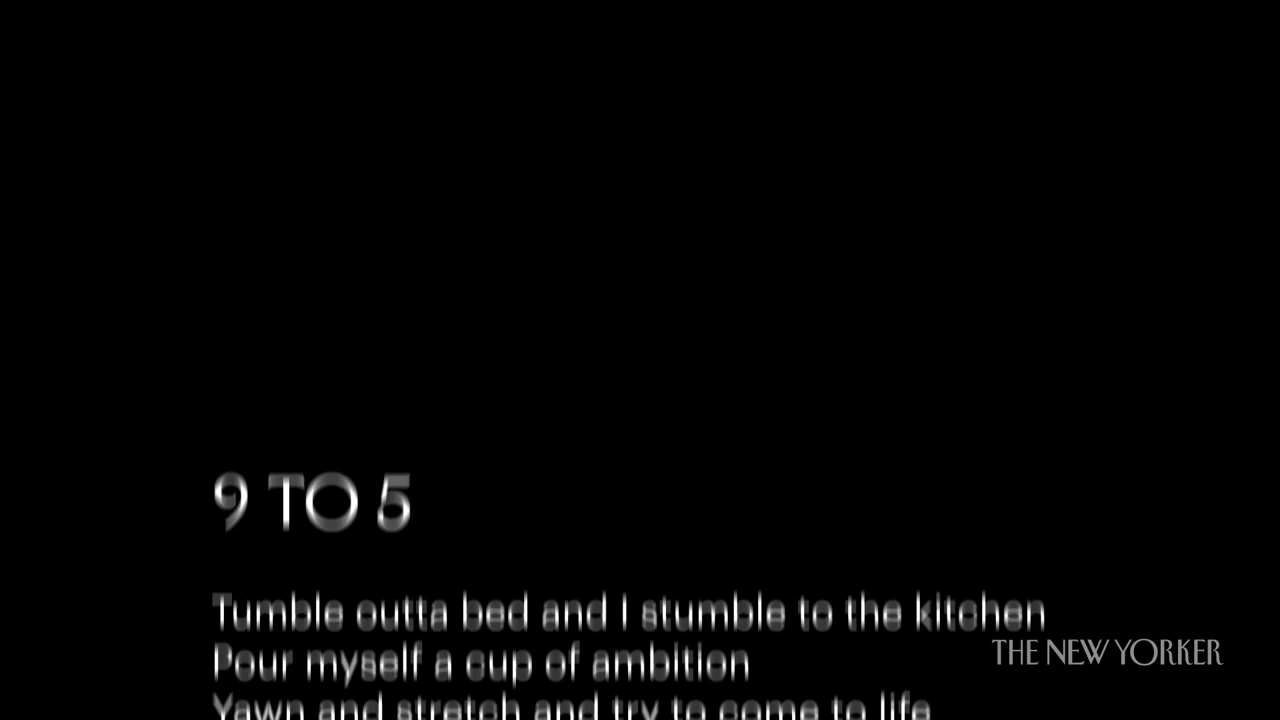 9 TO 5
Tumble outta bed and I stumble to the kitchen
Pour myself a cup of ambition
Yawn and stretch and try to come to life
THE NEW YORKER